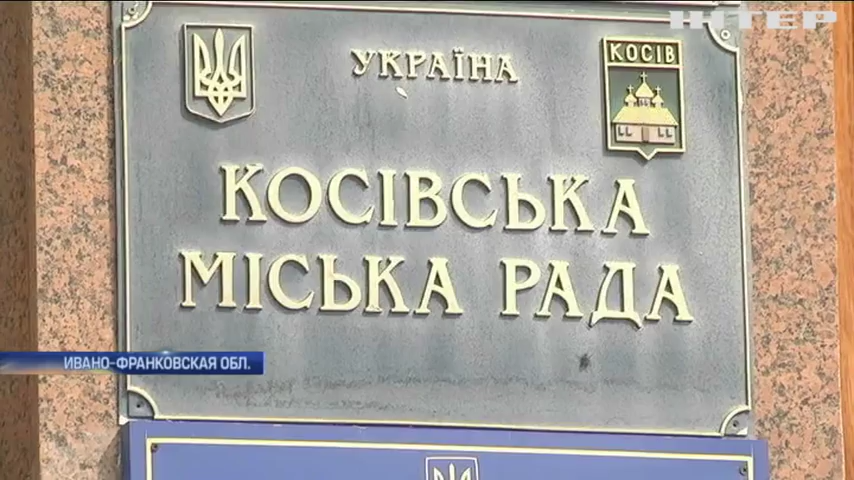 ІНТЕР
УКРАЇНА
КОСІВ
КОСІВСЬКА
МІСЬКА РАДА
ИВАНО-ФРАНКОВСКАЯ ОБЛ.